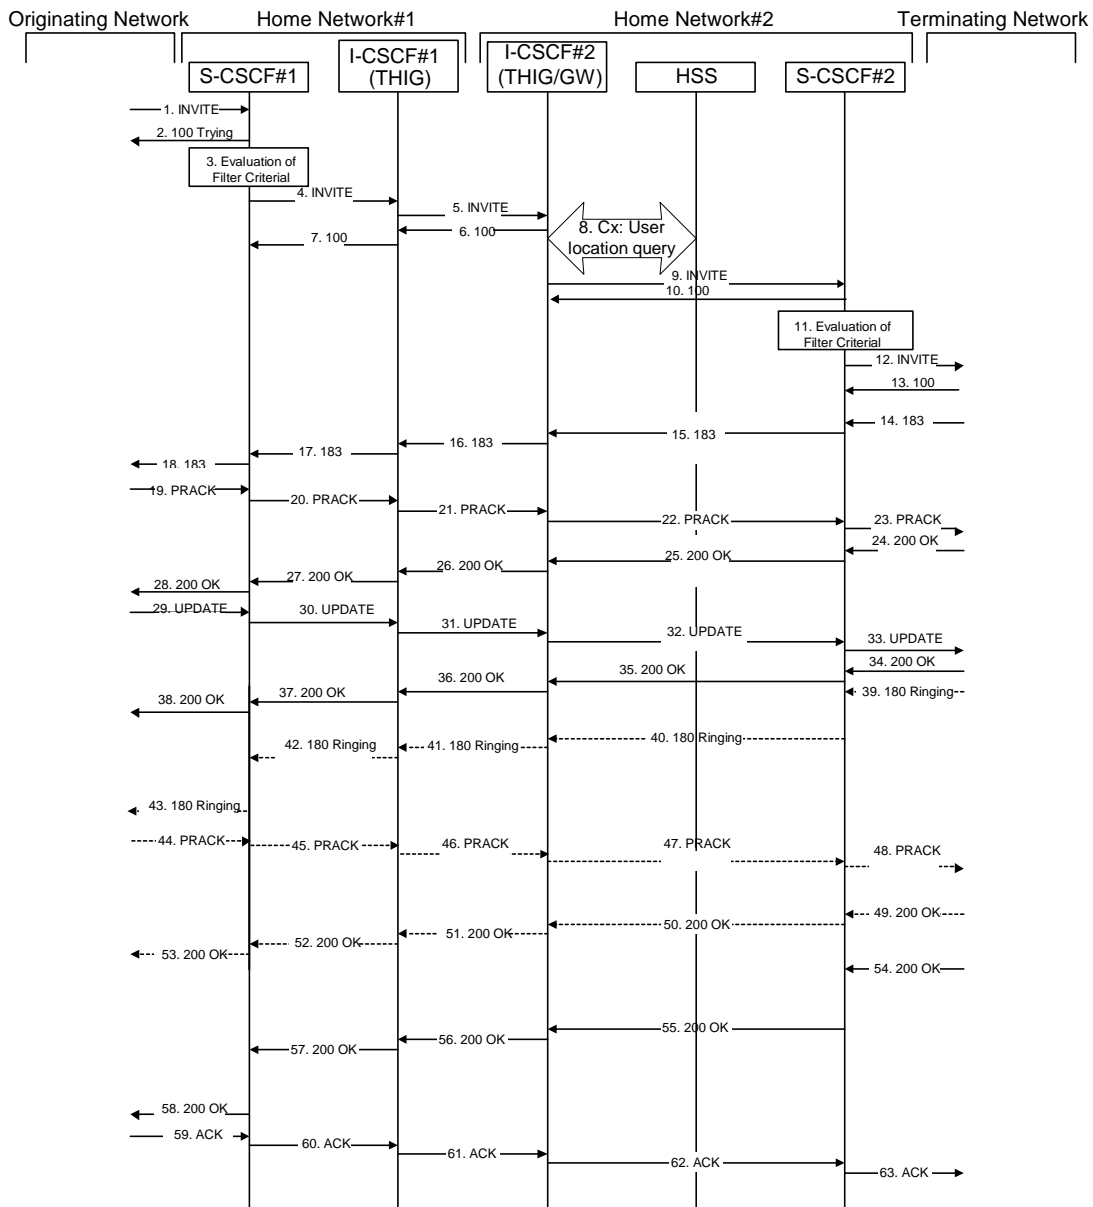 Originating Network
Home Network#1
Home Network#2
Terminating Network
S-CSCF#1
I-CSCF#1
(THIG)
I-CSCF#2
(THIG/GW)
HSS
S-CSCF#2
1. INVITE
2. 100 Trying
3. Evaluation of
Filter Criterial
4. INVITE
5. INVITE
6. 100
7. 100
8. Cx: User
location query
9. INVITE
10. 100
11. Evaluation of
Filter Criterial
12. INVITE
13. 100
14. 183
15. 183
16. 183
17. 183
18. 183
19. PRACK
20. PRACK
21. PRACK
22. PRACK
23. PRACK
24. 200 OK
25. 200 OK
26. 200 OK
27. 200 OK
28. 200 OK
29. UPDATE
30. UPDATE
31. UPDATE
32. UPDATE
33. UPDATE
34. 200 OK
35. 200 OK
36. 200 OK
37. 200 OK
38. 200 OK
39. 180 Ringing
40. 180 Ringing
41. 180 Ringing
42. 180 Ringing
43. 180 Ringing
44. PRACK
45. PRACK
46. PRACK
47. PRACK
48. PRACK
49. 200 OK
50. 200 OK
51. 200 OK
52. 200 OK
53. 200 OK
54. 200 OK
55. 200 OK
56. 200 OK
57. 200 OK
58. 200 OK
59. ACK
60. ACK
61. ACK
62. ACK
63. ACK